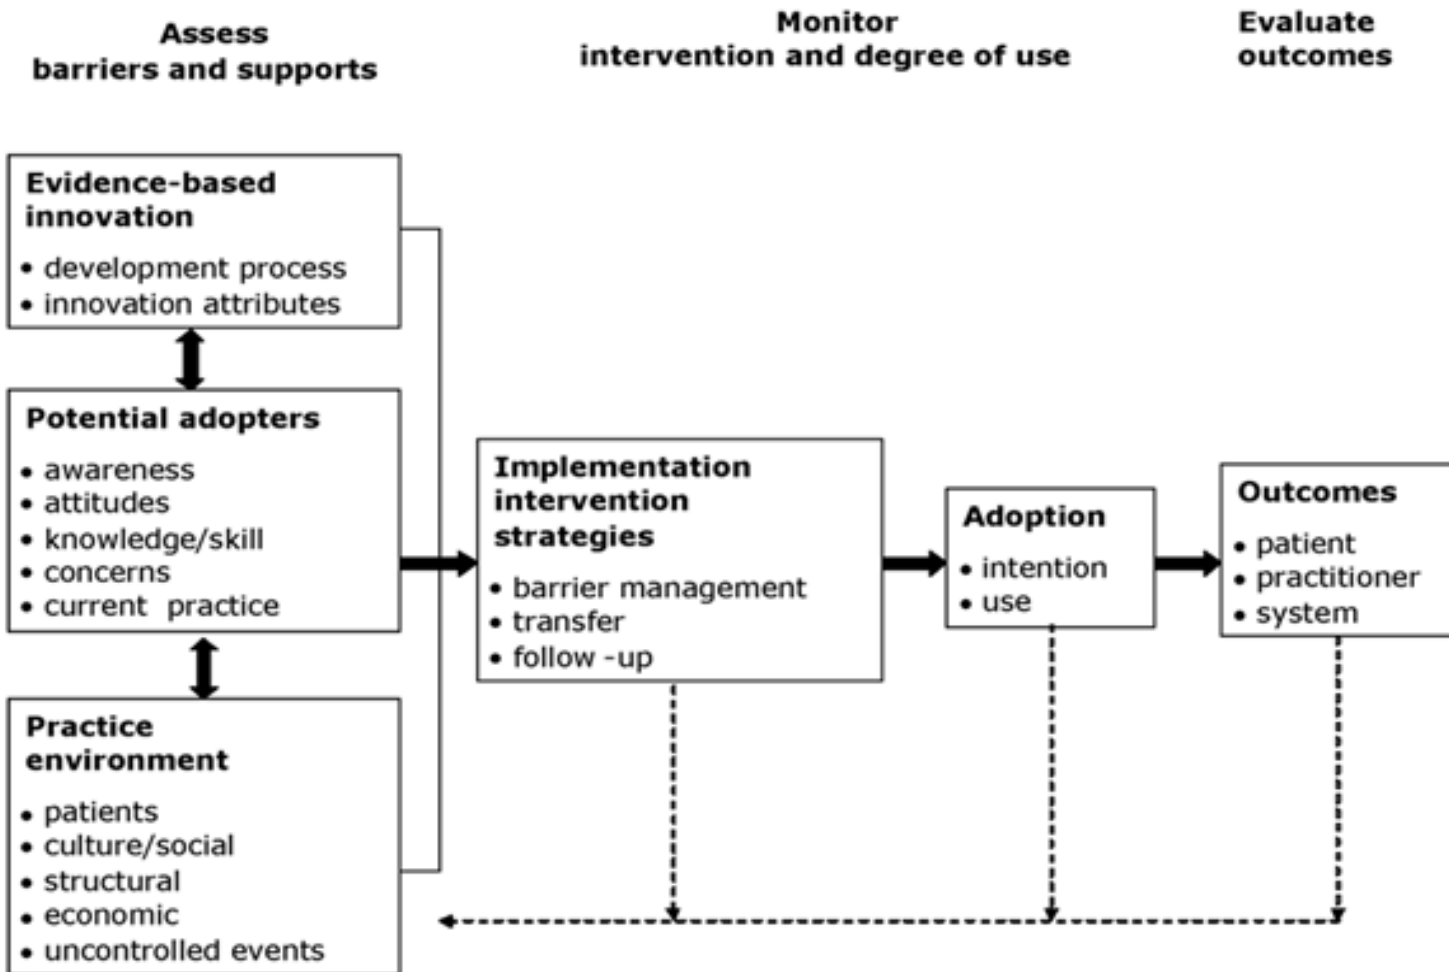 Assess
barriers and supports
Monitor
intervention and degree of use
Evaluate
outcomes
Evidence-based
innovation
• development process
• innovation attributes
Potential adopters
• awareness
• attitudes
• knowledge/skill
• concerns
• current practice
Practice
environment
• patients
• culture/social
• structural
• economic
• uncontrolled events
Implementation
intervention
strategies
• barrier management
• transfer
• follow -up
Adoption
• intention
• use
Outcomes
• patient
• practitioner
• system